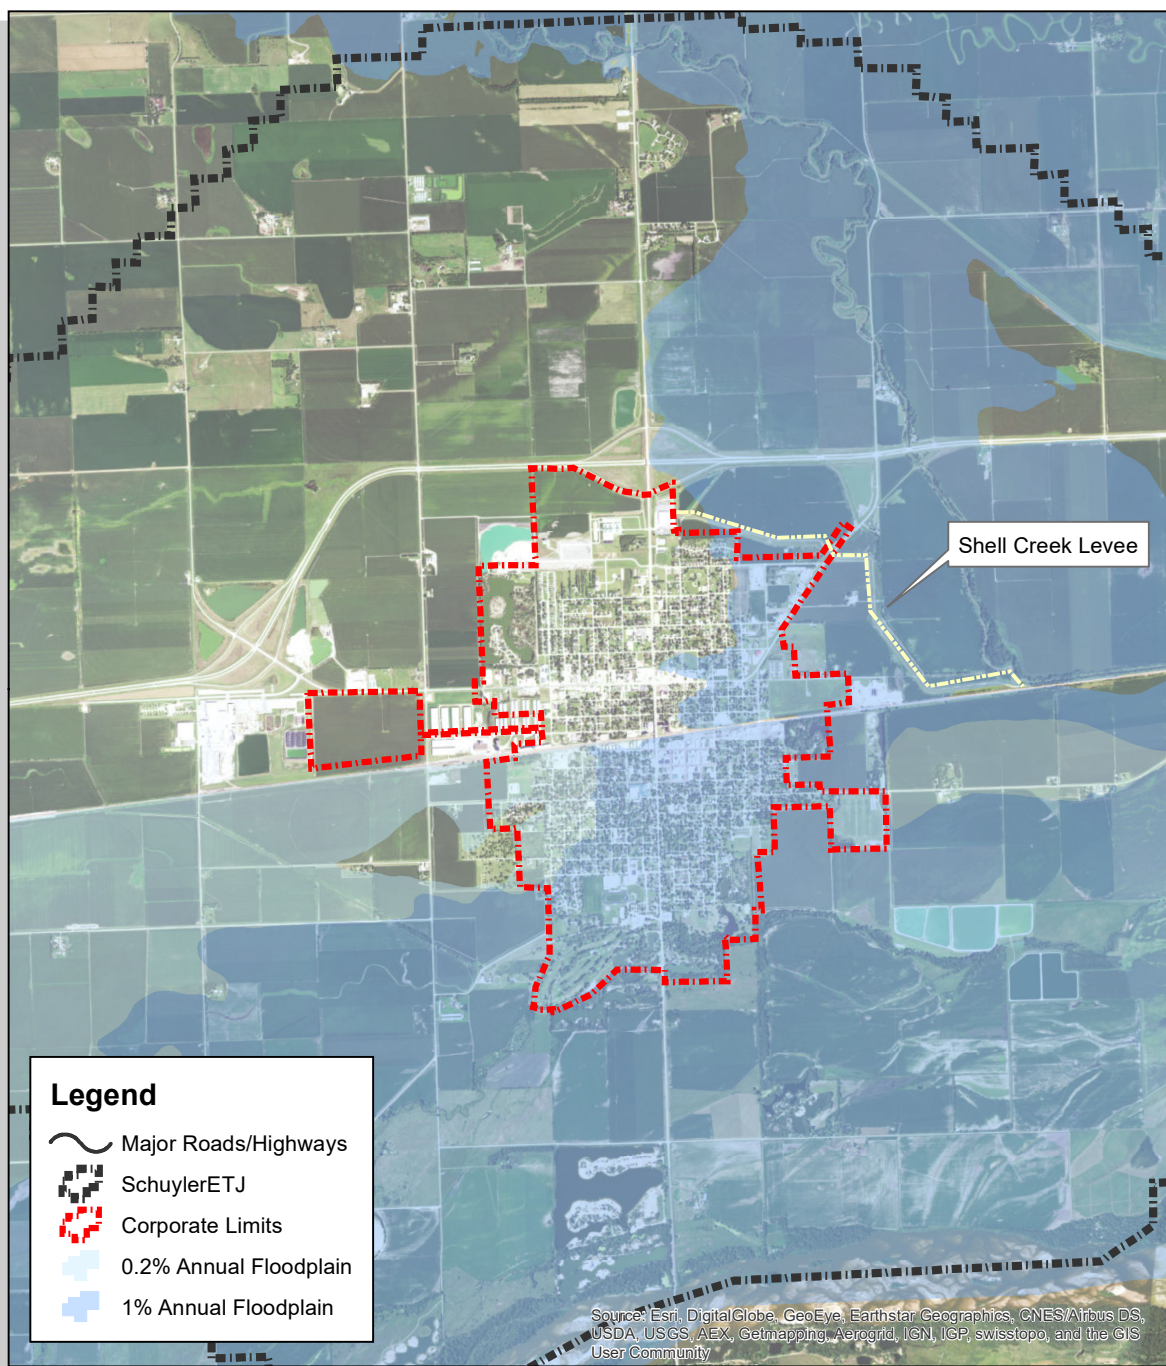 Shell Creek Levee
Legend
Major Roads/Highways
SchuylerETJ
Corporate Limits
0.2% Annual Floodplain
1% Annual Floodplain
Source: Esri, DigitalGlobe, GeoEye, Earthstar Geographics, CNES/Airbus DS,
USDA, USGS, AEX, Getmapping, Aerogrid, IGN, IGP, swisstopo, and the GIS
User Community